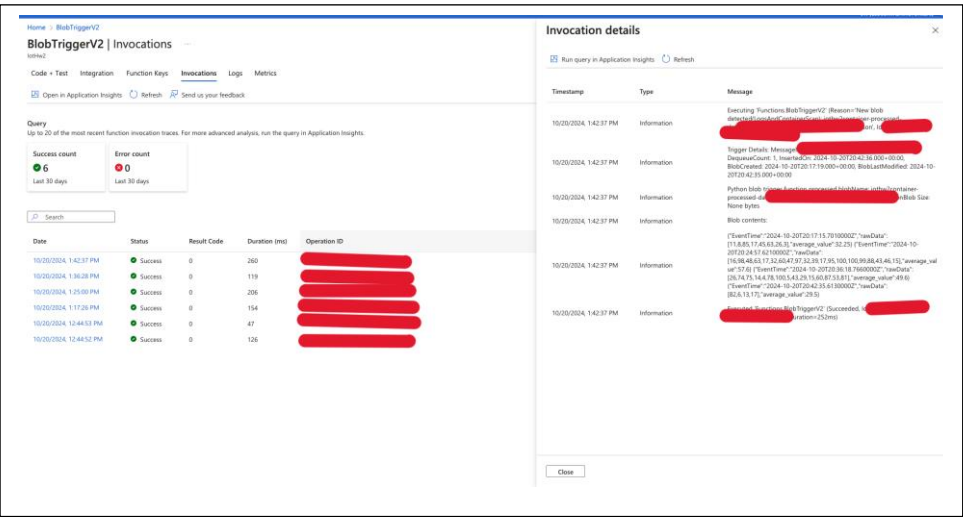 Home > BlobTriggerV2
BlobTriggerV2 | Invocations ...
Code + Test Integration Function Keys Invocations Logs Metrics
Open in Application Insights Refresh Send us your feedback
Query
Up to 20 of the most recent function invocation traces. For more advanced analysis, run the query in Application Insights.
Success count Error count
6 0
Last 30 days Last 30 days
Search
Date Status Result Code Duration (ms) Operation ID
10/20/2024, 1:42:37 PM Success 0 260
10/20/2024, 1:36:28 PM Success 0 119
10/20/2024, 1:25:00 PM Success 0 206
10/20/2024, 1:17:26 PM Success 0 154
10/20/2024, 12:44:53 PM Success 0 47
10/20/2024, 12:44:52 PM Success 0 126
Invocation details
Run query in Application Insights Refresh
Timestamp Type Message
Executing 'Functions.BlobTriggerV2' (Reason='New blob
10/20/2024, 1:42:37 PM Information
Trigger Details: Message
10/20/2024, 1:42:37 PM Information DequeueCount: 1, InsertedOn: 2024-10-20T20:42:36.000+00:00,
BlobCreated: 2024-10-20T20:17:19.000+00:00, BlobLastModified: 2024-10-
20T20:42:35.000+00:00
Python blob trigger function processed blobName:
10/20/2024, 1:42:37 PM Information processed-da nBlob Size:
None bytes
10/20/2024, 1:42:37 PM Information Blob contents:
{"EventTime":"2024-10-20T20:17:15.7010000Z","rawData":
[11,8,85,17,45,63,26,3],"average_value":32.25} {"EventTime":"2024-10-
20T20:24:57.6210000Z","rawData":
10/20/2024, 1:42:37 PM Information [16,98,48,63,17,32,60,47,97,32,39,17,95,100,100,99,88,43,46,15],"average_val
ue":57.6} {"EventTime":"2024-10-20T20:36:18.7660000Z","rawData":
[26,74,75,14,4,78,100,5,43,29,15,60,87,53,81],"average_value":49.6}
{"EventTime":"2024-10-20T20:42:35.6130000Z","rawData":
[82,6,13,17],"average_value":29.5}
10/20/2024, 1:42:37 PM Information 'Functions.BlobTriggerV2' (Succeeded,
uration=252ms)
Close